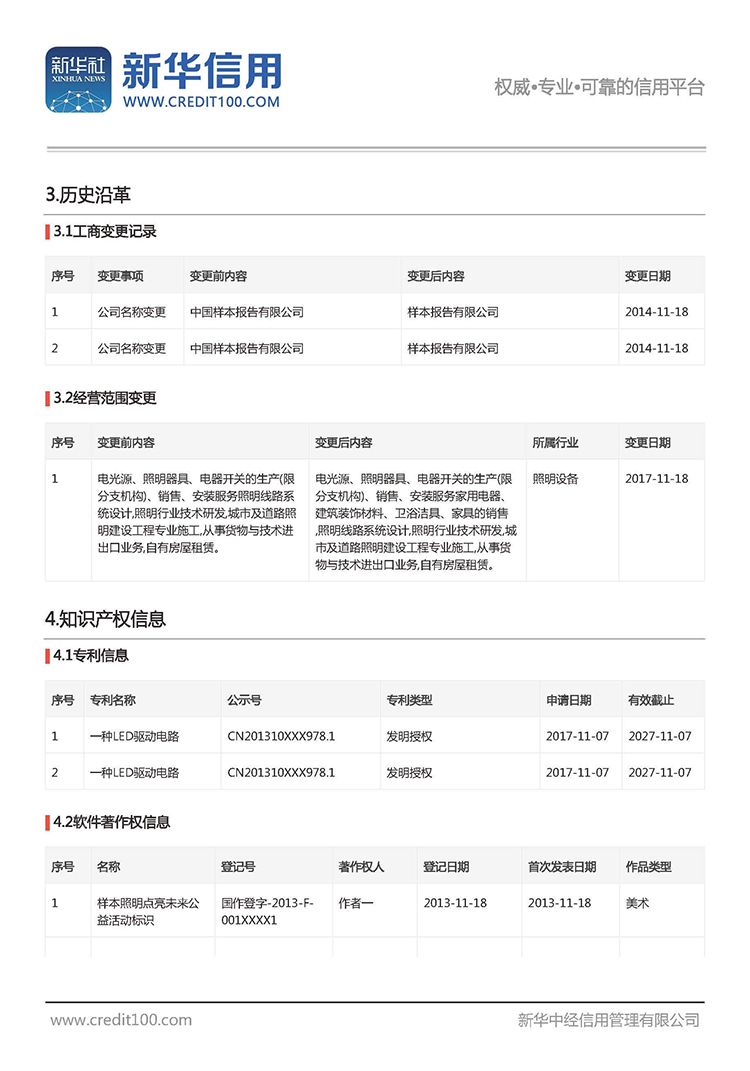 新华社
XINHUA NEWS
新华信用
WWW.CREDIT100.COM
权威•专业•可靠的信用平台
3.历史沿革
3.1工商变更记录
序号 变更事项 变更前内容 变更后内容 变更日期
1 公司名称变更 中国样本报告有限公司 样本报告有限公司 2014-11-18
2 公司名称变更 中国样本报告有限公司 样本报告有限公司 2014-11-18
3.2经营范围变更
序号 变更前内容 变更后内容 所属行业 变更日期
1 电光源、照明器具、电器开关的生产(限 电光源、照明器具、电器开关的生产(限 照明设备 2017-11-18
分支机构)、销售、安装服务照明线路系 分支机构)、销售、安装服务家用电器、
统设计,照明行业技术研发,城市及道路照 建筑装饰材料、卫浴洁具、家具的销售
明建设工程专业施工,从事货物与技术进 ,照明线路系统设计,照明行业技术研发,城
出口业务,自有房屋租赁。 市及道路照明建设工程专业施工,从事货
物与技术进出口业务,自有房屋租赁。
4.知识产权信息
4.1专利信息
序号 专利名称 公示号 专利类型 申请日期 有效截止
1 一种LED驱动电路 CN201310XXX978.1 发明授权 2017-11-07 2027-11-07
2 一种LED驱动电路 CN201310XXX978.1 发明授权 2017-11-07 2027-11-07
4.2软件著作权信息
序号 名称 登记号 著作权人 登记日期 首次发表日期 作品类型
1 样本照明点亮未来公 国作登字-2013-F- 作者一 2013-11-18 2013-11-18 美术
益活动标识 001XXXX1
www.credit100.com 新华中经信用管理有限公司